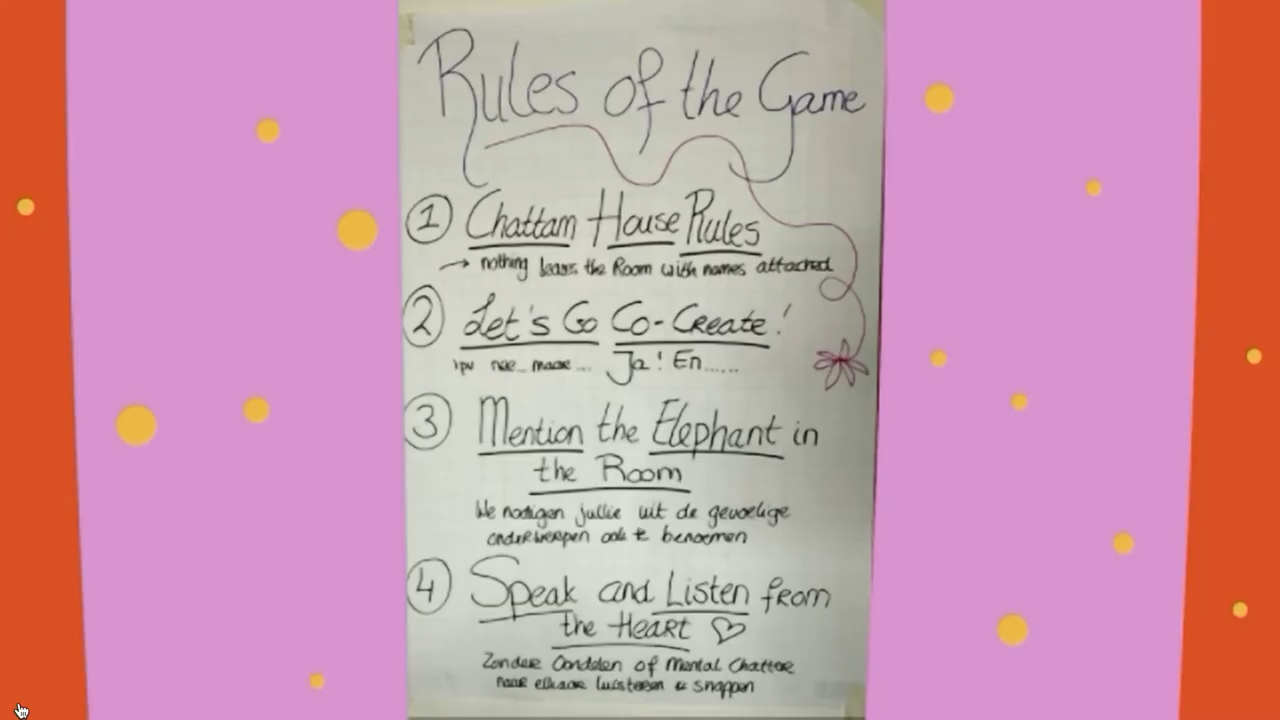 Rules of the Game
1 Chattam House Rules
→ nothing leaves the Room with names attached
2 Let's Go Co-Create!
ipv nee.. maar... Ja! En......
3 Mention the Elephant in
the Room
We nodigen jullie uit de gevoelige
onderwerpen ook te benoemen
4 Speak and Listen from
the Heart ♡
Zonder Oordelen of Mental Chatter
naar elkaar luisteren & snappen